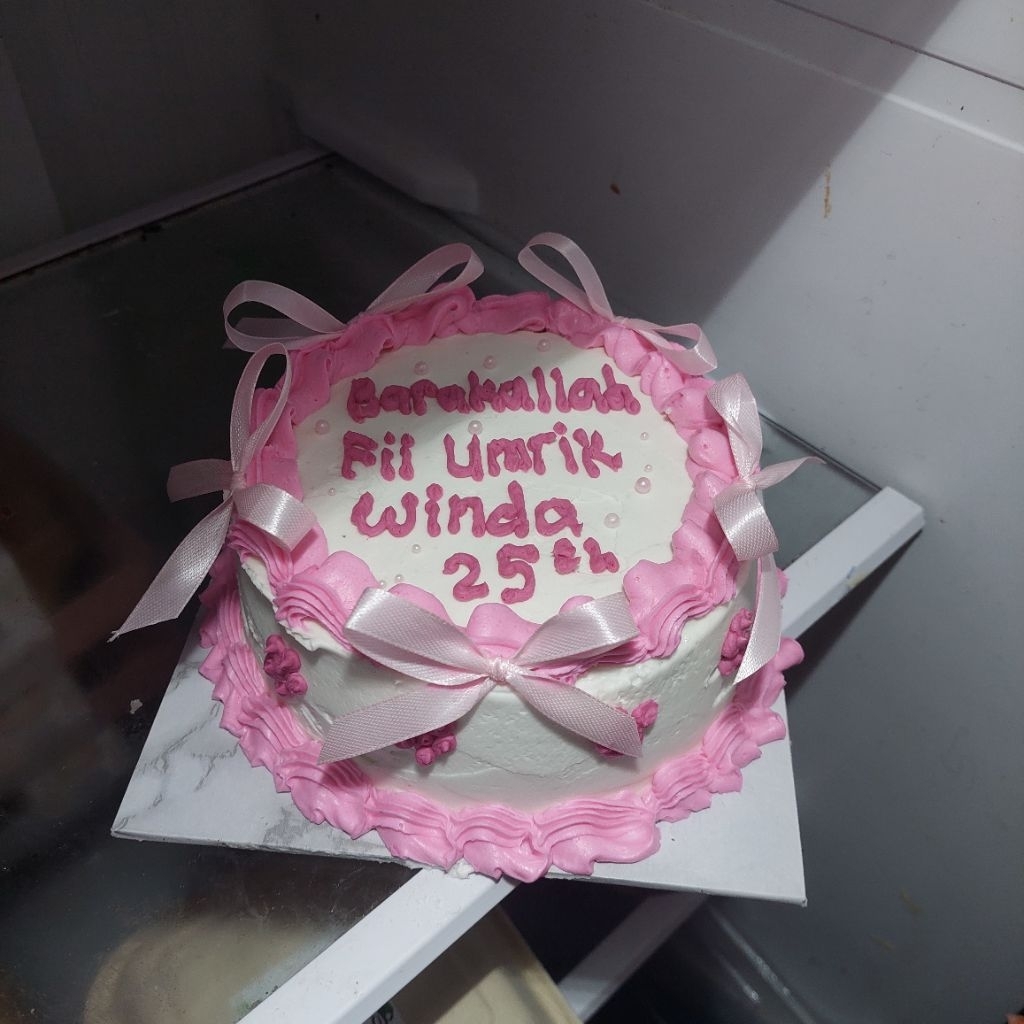 Barakallah
Fii Umrik
Winda
25th